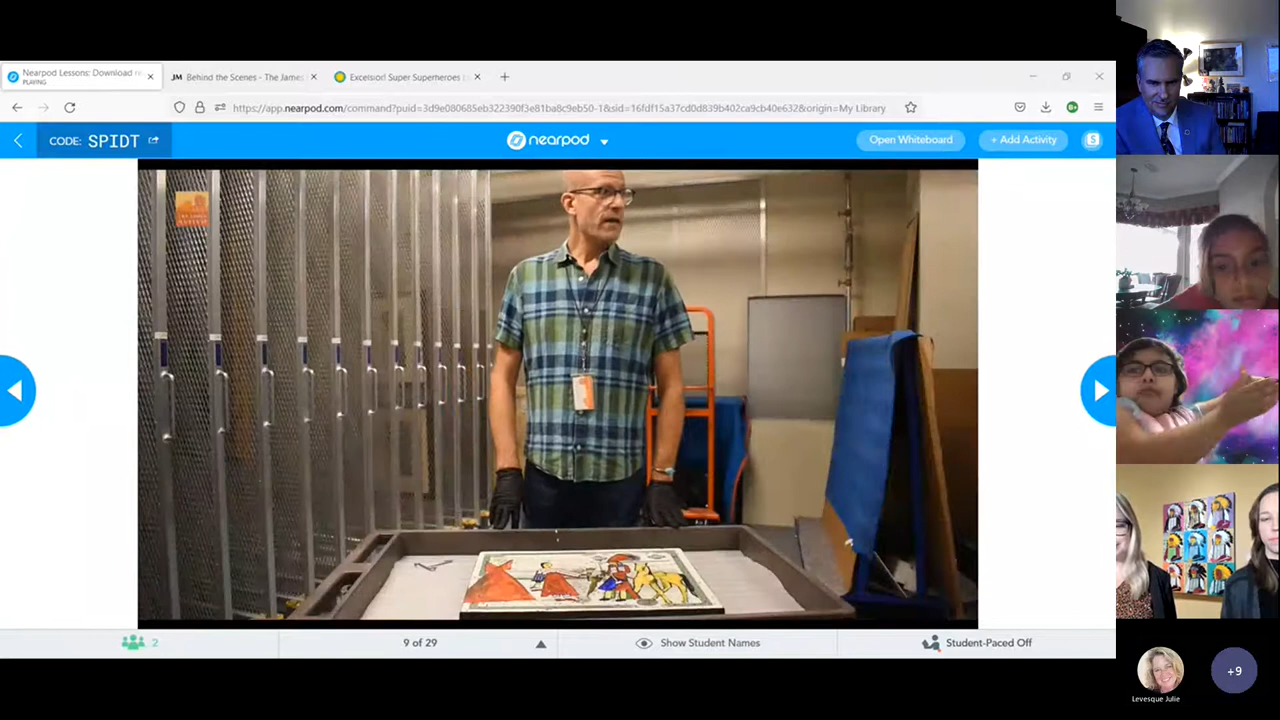 Nearpod Lessons: Download re
PLAYING
JM Behind the Scenes - The James
Excelsior! Super Superheroes
https://app.nearpod.com/command?puid=3d9e080685eb322390f3e81ba8c9eb50-1&sid=16fdf15a37cd0d839b402ca9cb40e632&origin=My Library
CODE: SPIDT
nearpod
Open Whiteboard
+ Add Activity
S
2
9 of 29
Show Student Names
Student-Paced Off
+9
Levesque Julie